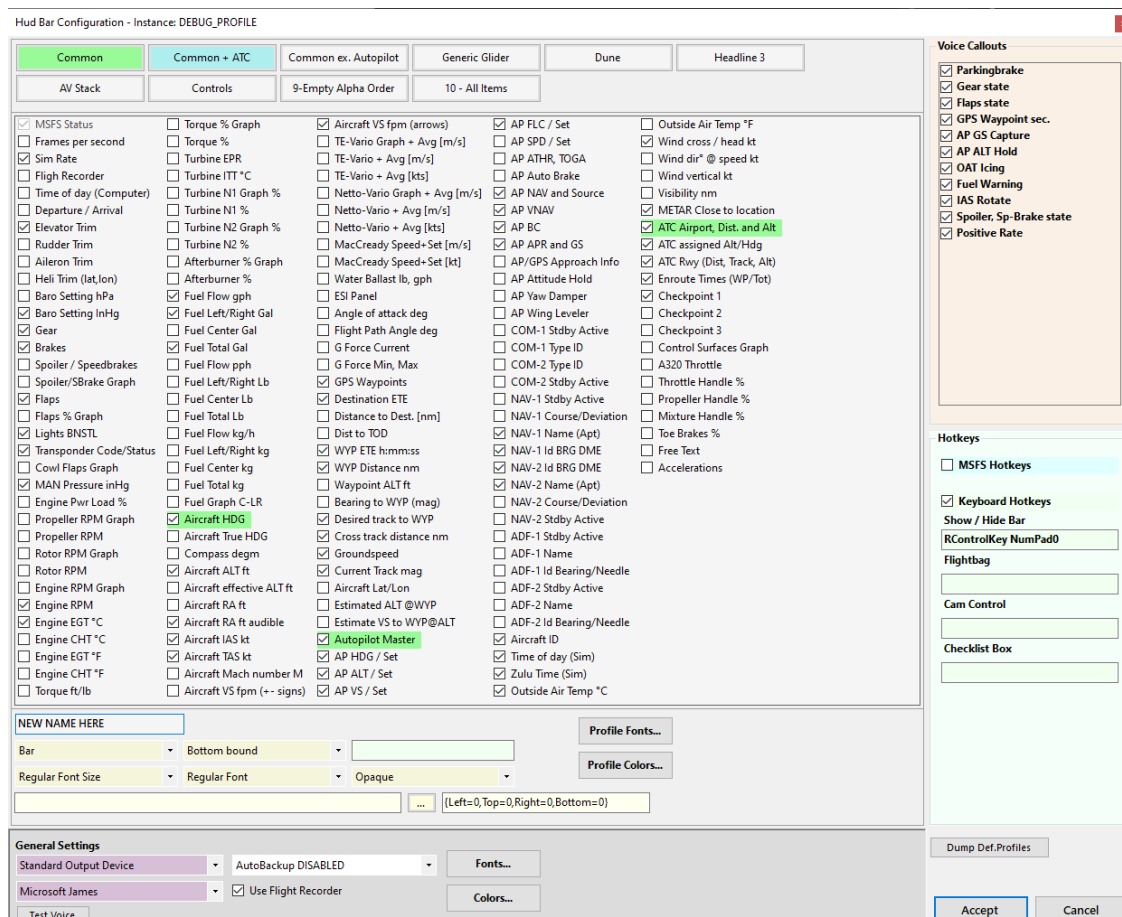 Hud Bar Configuration - Instance: DEBUG_PROFILE
Common
Common + ATC
Common ex. Autopilot
Generic Glider
Dune
Headline 3
AV Stack
Controls
9-Empty Alpha Order
10 - All Items
MSFS Status
Frames per second
Sim Rate
Fligh Recorder
Time of day (Computer)
Departure / Arrival
Elevator Trim
Rudder Trim
Aileron Trim
Heli Trim (lat,lon)
Baro Setting hPa
Baro Setting InHg
Gear
Brakes
Spoiler / Speedbrakes
Spoiler/SBrake Graph
Flaps
Flaps % Graph
Lights BNSTL
Transponder Code/Status
Cowl Flaps Graph
MAN Pressure inHg
Engine Pwr Load %
Propeller RPM Graph
Propeller RPM
Rotor RPM Graph
Rotor RPM
Engine RPM Graph
Engine RPM
Engine EGT °C
Engine CHT °C
Engine EGT °F
Engine CHT °F
Torque ft/lb
Torque % Graph
Torque %
Turbine EPR
Turbine ITT °C
Turbine N1 Graph %
Turbine N1 %
Turbine N2 Graph %
Turbine N2 %
Afterburner % Graph
Afterburner %
Fuel Flow gph
Fuel Left/Right Gal
Fuel Center Gal
Fuel Total Gal
Fuel Flow pph
Fuel Left/Right Lb
Fuel Center Lb
Fuel Total Lb
Fuel Flow kg/h
Fuel Left/Right kg
Fuel Center kg
Fuel Total kg
Fuel Graph C-LR
Aircraft HDG
Aircraft True HDG
Compass degm
Aircraft ALT ft
Aircraft effective ALT ft
Aircraft RA ft
Aircraft RA ft audible
Aircraft IAS kt
Aircraft TAS kt
Aircraft Mach number M
Aircraft VS fpm (+- signs)
Aircraft VS fpm (arrows)
TE-Vario Graph + Avg [m/s]
TE-Vario + Avg [m/s]
TE-Vario + Avg [kts]
Netto-Vario Graph + Avg [m/s]
Netto-Vario + Avg [m/s]
Netto-Vario + Avg [kts]
MacCready Speed+Set [m/s]
MacCready Speed+Set [kt]
Water Ballast lb, gph
ESI Panel
Angle of attack deg
Flight Path Angle deg
G Force Current
G Force Min, Max
GPS Waypoints
Destination ETE
Distance to Dest. [nm]
Dist to TOD
WYP ETE h:mm:ss
WYP Distance nm
Waypoint ALT ft
Bearing to WYP (mag)
Desired track to WYP
Cross track distance nm
Groundspeed
Current Track mag
Aircraft Lat/Lon
Estimated ALT @WYP
Estimate VS to WYP@ALT
Autopilot Master
AP HDG / Set
AP ALT / Set
AP VS / Set
AP FLC / Set
AP SPD / Set
AP ATHR, TOGA
AP Auto Brake
AP NAV and Source
AP VNAV
AP BC
AP APR and GS
AP/GPS Approach Info
AP Attitude Hold
AP Yaw Damper
AP Wing Leveler
COM-1 Stdby Active
COM-1 Type ID
COM-2 Type ID
COM-2 Stdby Active
NAV-1 Stdby Active
NAV-1 Course/Deviation
NAV-1 Name (Apt)
NAV-1 Id BRG DME
NAV-2 Id BRG DME
NAV-2 Name (Apt)
NAV-2 Course/Deviation
NAV-2 Stdby Active
ADF-1 Stdby Active
ADF-1 Name
ADF-1 Id Bearing/Needle
ADF-2 Stdby Active
ADF-2 Name
ADF-2 Id Bearing/Needle
Aircraft ID
Time of day (Sim)
Zulu Time (Sim)
Outside Air Temp °C
Outside Air Temp °F
Wind cross / head kt
Wind dir° @ speed kt
Wind vertical kt
Visibility nm
METAR Close to location
ATC Airport, Dist. and Alt
ATC assigned Alt/Hdg
ATC Rwy (Dist, Track, Alt)
Enroute Times (WP/Tot)
Checkpoint 1
Checkpoint 2
Checkpoint 3
Control Surfaces Graph
A320 Throttle
Throttle Handle %
Propeller Handle %
Mixture Handle %
Toe Brakes %
Free Text
Accelerations
NEW NAME HERE
Bar
Bottom bound
Regular Font Size
Regular Font
Opaque
Profile Fonts...
Profile Colors...
...
{Left=0,Top=0,Right=0,Bottom=0}
General Settings
Standard Output Device
AutoBackup DISABLED
Fonts...
Microsoft James
Use Flight Recorder
Colors...
Test Voice
Voice Callouts
Parkingbrake
Gear state
Flaps state
GPS Waypoint sec.
AP GS Capture
AP ALT Hold
OAT Icing
Fuel Warning
IAS Rotate
Spoiler, Sp-Brake state
Positive Rate
Hotkeys
MSFS Hotkeys
Keyboard Hotkeys
Show / Hide Bar
RControlKey NumPad0
Flightbag
Cam Control
Checklist Box
Dump Def.Profiles
Accept
Cancel